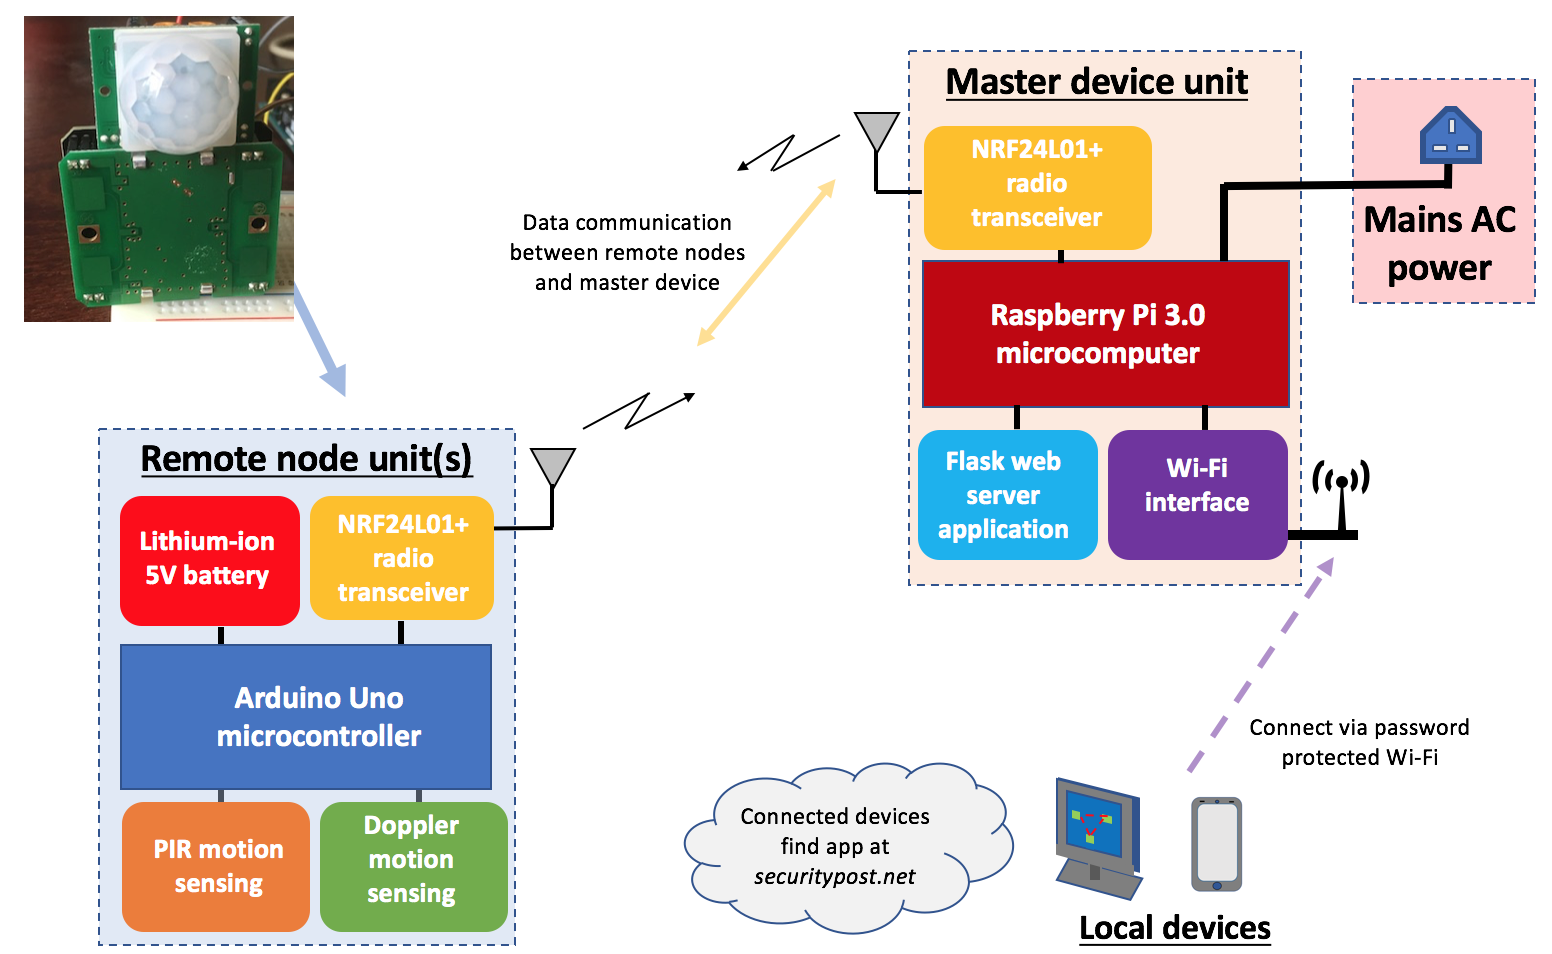 Master device unit
NRF24L01+
radio
transceiver
Mains AC
power
Data communication
between remote nodes
and master device
Raspberry Pi 3.0
microcomputer
Flask web
server
application
Wi-Fi
interface
Remote node unit(s)
Lithium-ion
5V battery
NRF24L01+
radio
transceiver
Arduino Uno
microcontroller
PIR motion
sensing
Doppler
motion
sensing
Connect via password
protected Wi-Fi
Connected devices
find app at
securitypost.net
Local devices